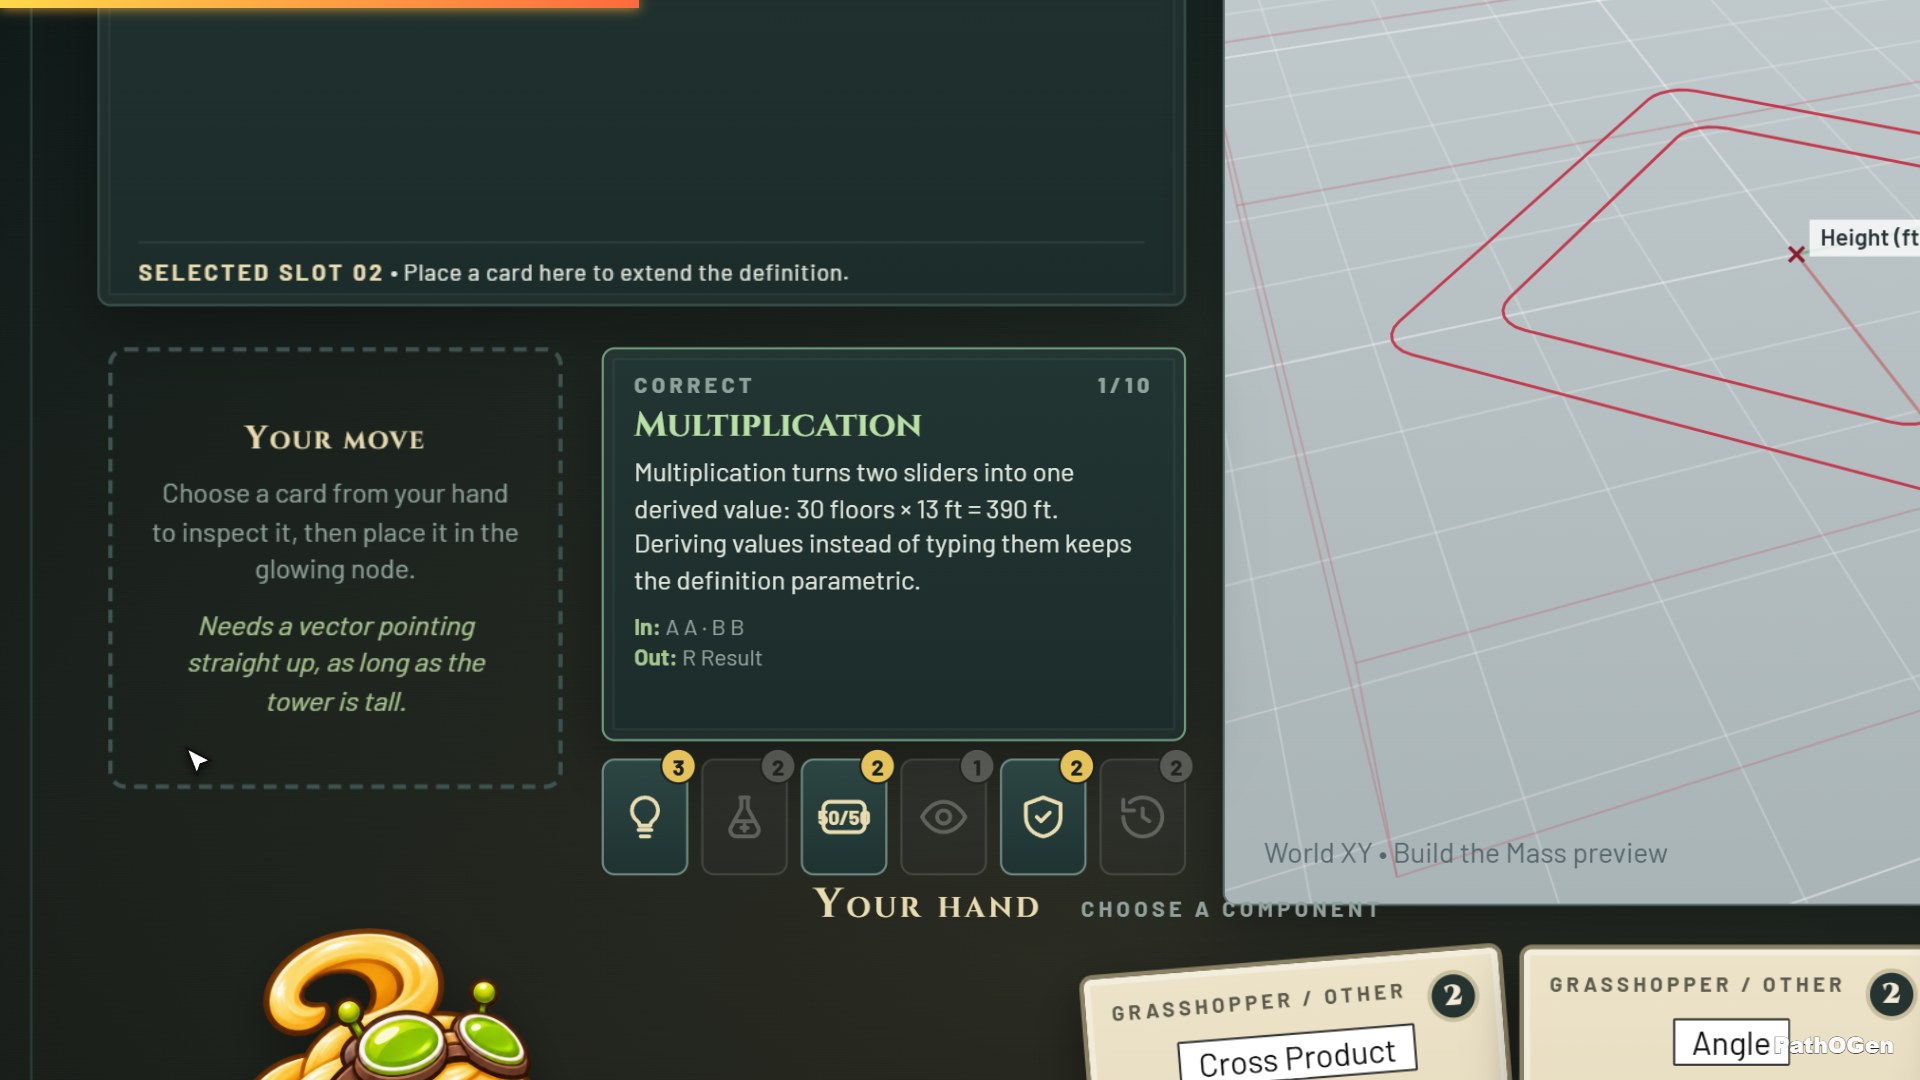 SELECTED SLOT 02 • Place a card here to extend the definition.
YOUR MOVE
Choose a card from your hand
to inspect it, then place it in the
glowing node.
Needs a vector pointing
straight up, as long as the
tower is tall.
CORRECT 1/10
MULTIPLICATION
Multiplication turns two sliders into one
derived value: 30 floors × 13 ft = 390 ft.
Deriving values instead of typing them keeps
the definition parametric.
In: A A · B B
Out: R Result
3 2 2 1 2 2
50/50
Height (ft
World XY • Build the Mass preview
YOUR HAND CHOOSE A COMPONENT
GRASSHOPPER / OTHER 2
Cross Product
GRASSHOPPER / OTHER 2
Angle
PathOGen